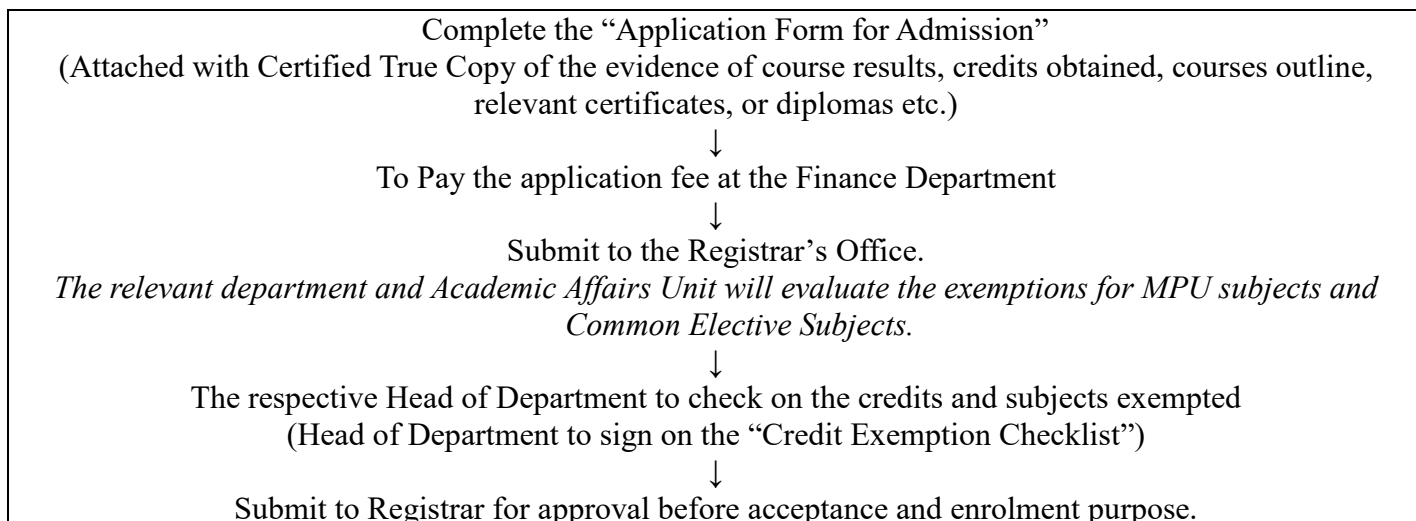 Complete the “Application Form for Admission”
(Attached with Certified True Copy of the evidence of course results, credits obtained, courses outline,
relevant certificates, or diplomas etc.)
↓
To Pay the application fee at the Finance Department
↓
Submit to the Registrar’s Office.
The relevant department and Academic Affairs Unit will evaluate the exemptions for MPU subjects and
Common Elective Subjects.
↓
The respective Head of Department to check on the credits and subjects exempted
(Head of Department to sign on the “Credit Exemption Checklist”)
↓
Submit to Registrar for approval before acceptance and enrolment purpose.